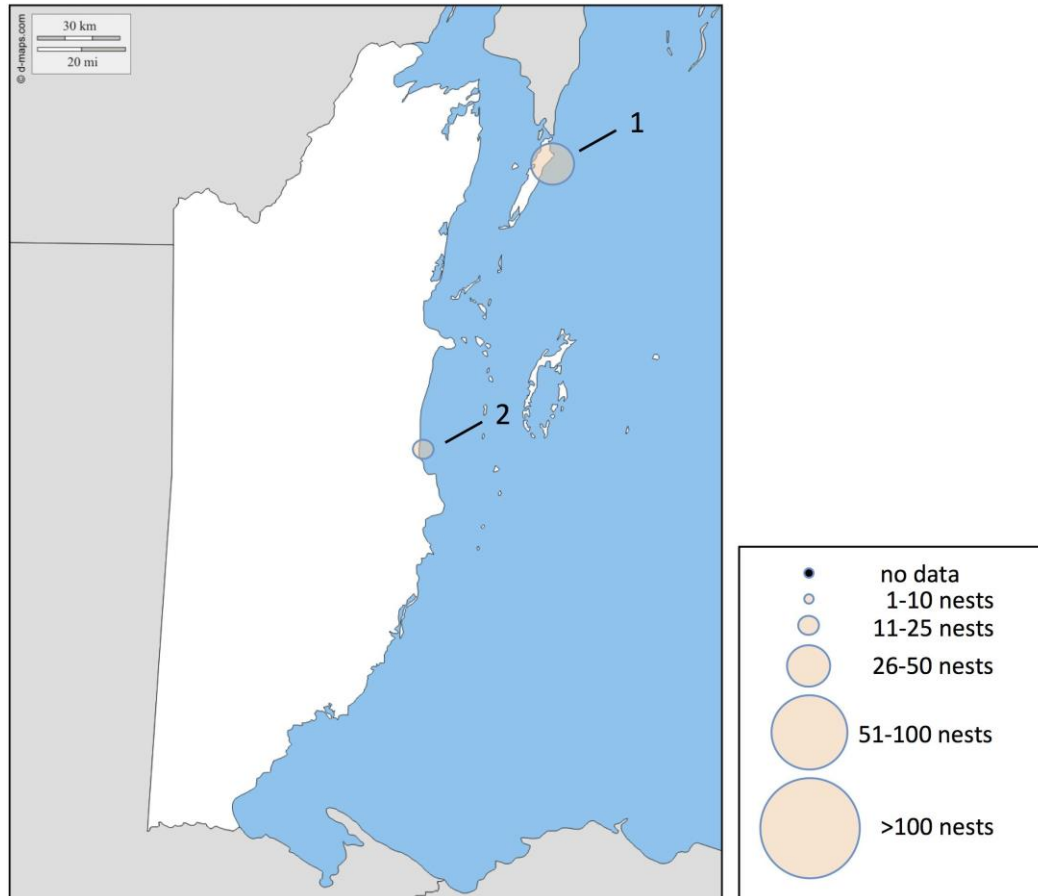 30 km
20 mi
© d-maps.com
1
2
no data
1-10 nests
11-25 nests
26-50 nests
51-100 nests
>100 nests